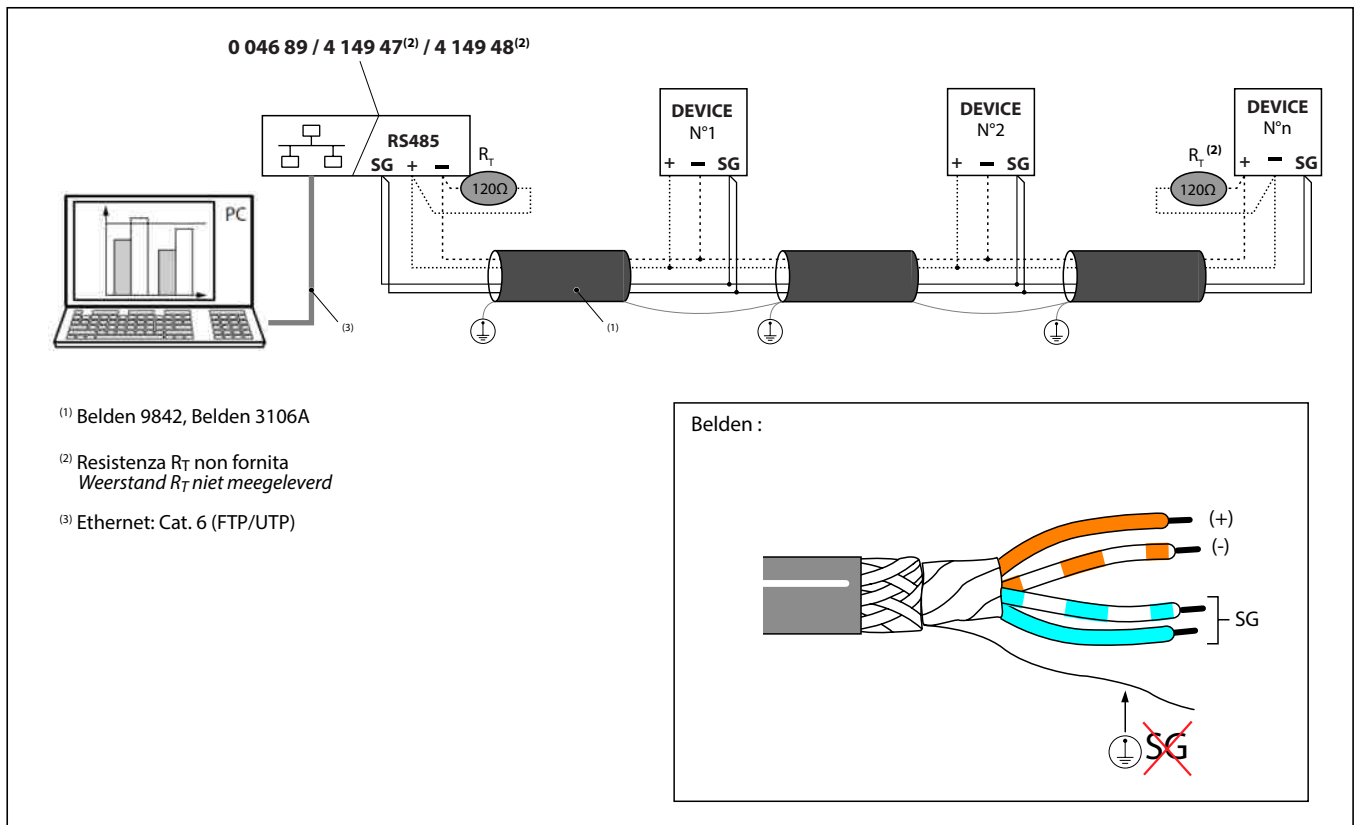 0 046 89 / 4 149 47(2) / 4 149 48(2)
RS485
SG + −
RT
120Ω
DEVICE
N°1
+ − SG
DEVICE
N°2
+ − SG
DEVICE
N°n
RT (2)
+ − SG
120Ω
PC
(3)
(1)
(1) Belden 9842, Belden 3106A
(2) Resistenza RT non fornita
Weerstand RT niet meegeleverd
(3) Ethernet: Cat. 6 (FTP/UTP)
Belden :
(+)
(-)
SG
SG